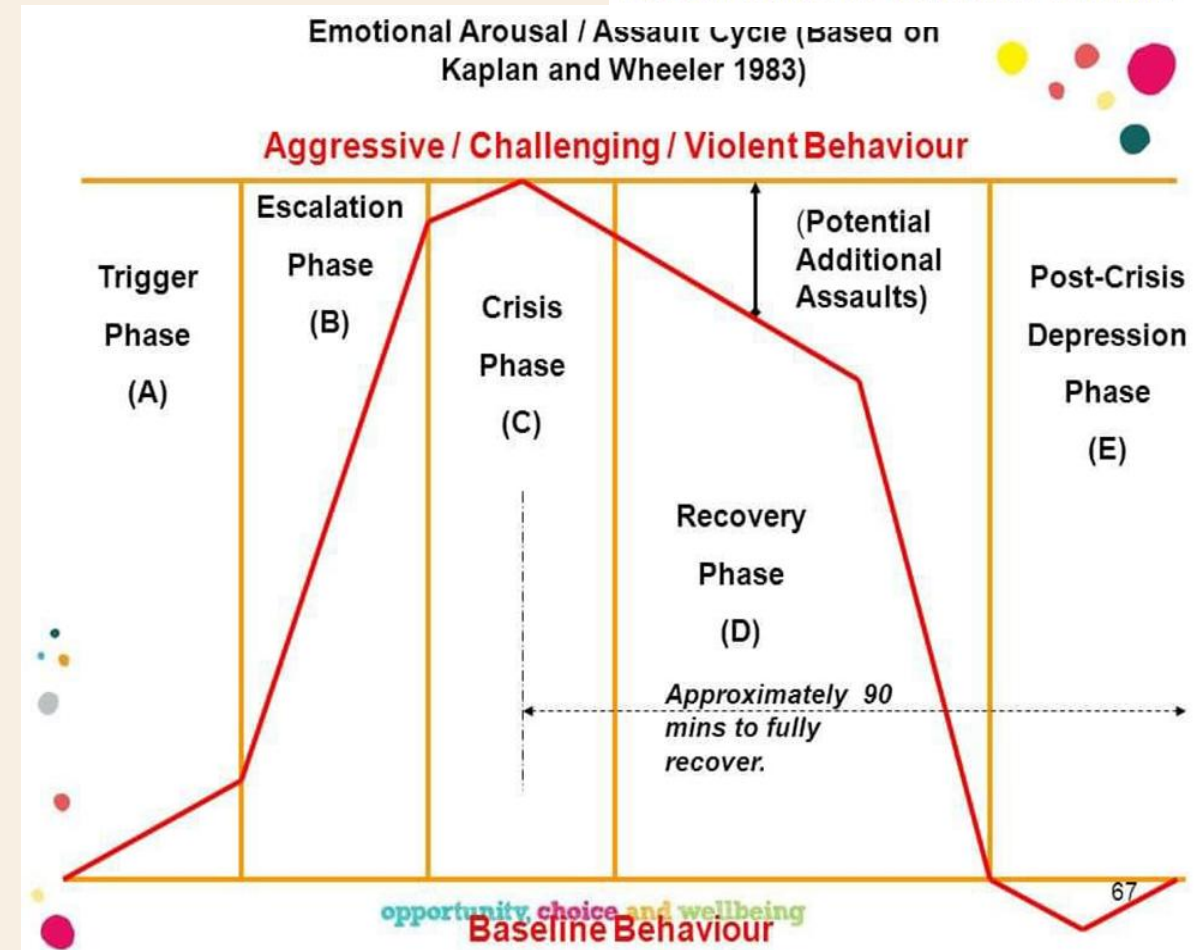 Emotional Arousal / Assault Cycle (Based on
Kaplan and Wheeler 1983)
Aggressive / Challenging / Violent Behaviour
Trigger
Phase
(A)
Escalation
Phase
(B)
Crisis
Phase
(C)
(Potential
Additional
Assaults)
Recovery
Phase
(D)
Approximately 90
mins to fully
recover.
Post-Crisis
Depression
Phase
(E)
67
opportunity, choice and wellbeing
Baseline Behaviour